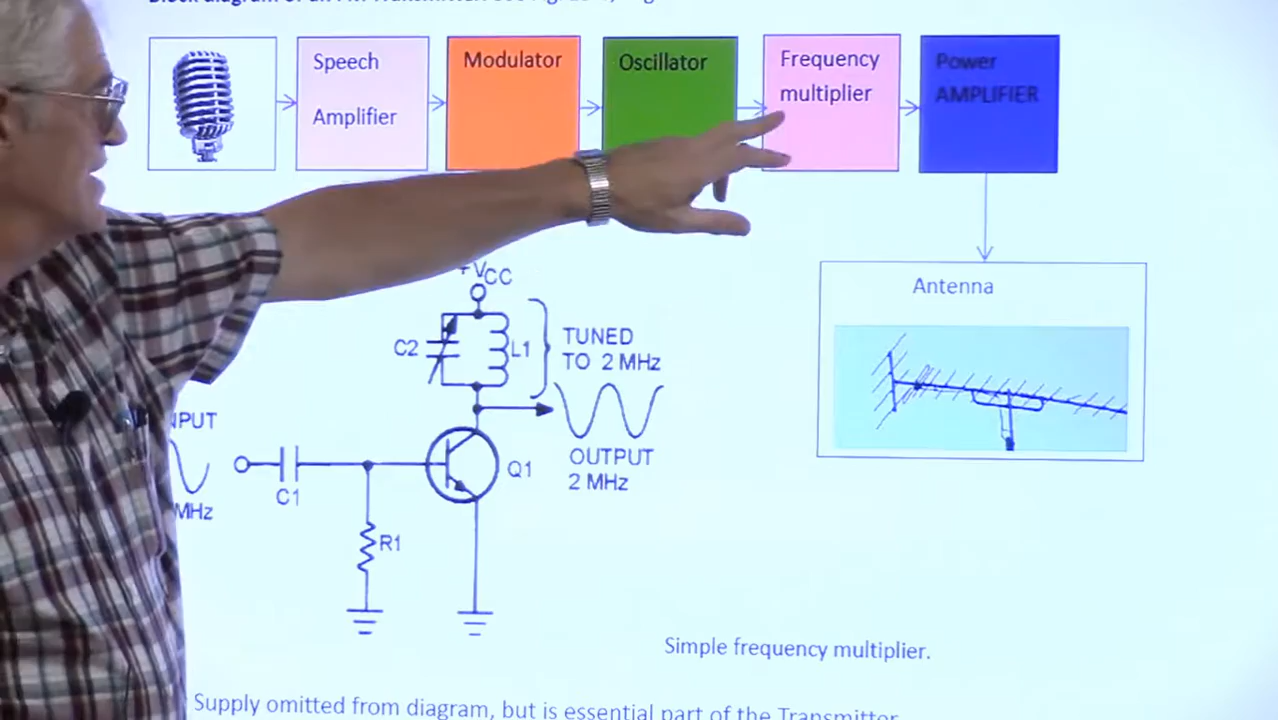 Speech
Amplifier
Modulator
Oscillator
Frequency
multiplier
Power
AMPLIFIER
Antenna
+VCC
C2
L1
TUNED
TO 2 MHz
C1
Q1
OUTPUT
2 MHz
MHz
R1
Simple frequency multiplier.
Supply omitted from diagram, but is essential part of the Transmitter